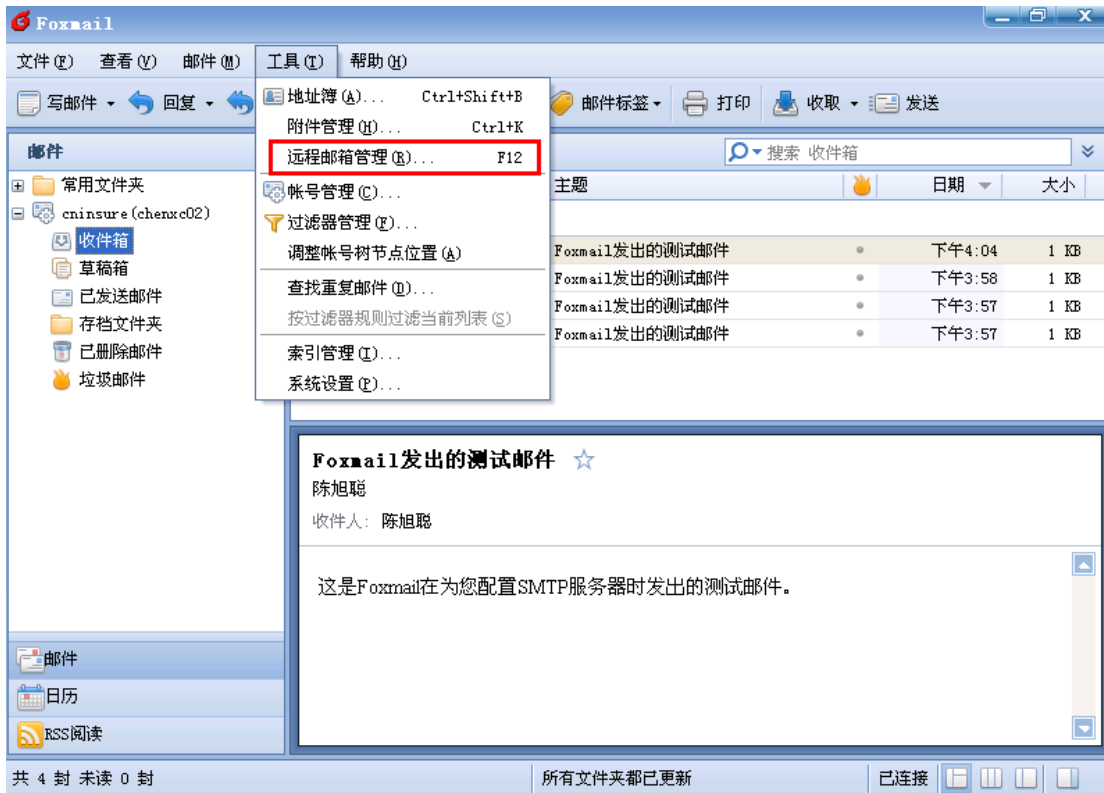 Foxmail
文件(F) 查看(V) 邮件(M) 工具(T) 帮助(H)
写邮件 回复 邮件标签 打印 收取 发送
地址簿(A)... Ctrl+Shift+B
附件管理(H)... Ctrl+K
远程邮箱管理(R)... F12
帐号管理(C)...
过滤器管理(F)...
调整帐号树节点位置(A)
查找重复邮件(D)...
按过滤器规则过滤当前列表(S)
索引管理(I)...
系统设置(P)...
邮件
常用文件夹
cninsure(chenxc02)
收件箱
草稿箱
已发送邮件
存档文件夹
已删除邮件
垃圾邮件
搜索 收件箱
主题 日期 大小
Foxmail发出的测试邮件 下午4:04 1 KB
Foxmail发出的测试邮件 下午3:58 1 KB
Foxmail发出的测试邮件 下午3:57 1 KB
Foxmail发出的测试邮件 下午3:57 1 KB
Foxmail发出的测试邮件
陈旭聪
收件人: 陈旭聪
这是Foxmail在为您配置SMTP服务器时发出的测试邮件。
邮件
日历
RSS阅读
共 4 封 未读 0 封 所有文件夹都已更新 已连接